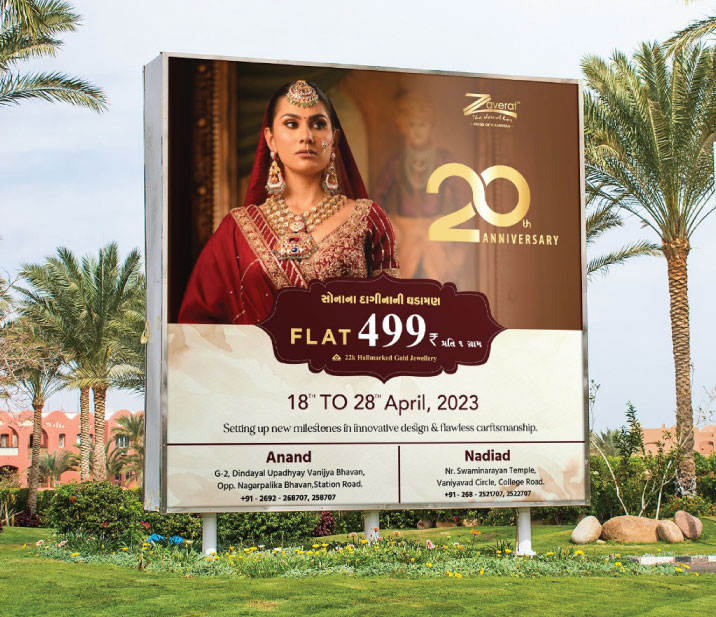 Zaverat™
20th
ANNIVERSARY
સોનાના દાગીનાની ઘડામણ
FLAT 499₹ પ્રતિ ૧ ગ્રામ
22k Hallmarked Gold Jewellery
18TH TO 28TH April, 2023
Setting up new milestones in innovative design & flawless carftsmanship.
Anand
G-2, Dindayal Upadhyay Vanijya Bhavan,
Opp. Nagarpalika Bhavan,Station Road.
+91 - 2692 - 268707, 258707
Nadiad
Nr. Swaminarayan Temple,
Vaniyavad Circle, College Road.
+91 - 268 - 2521707, 2522707